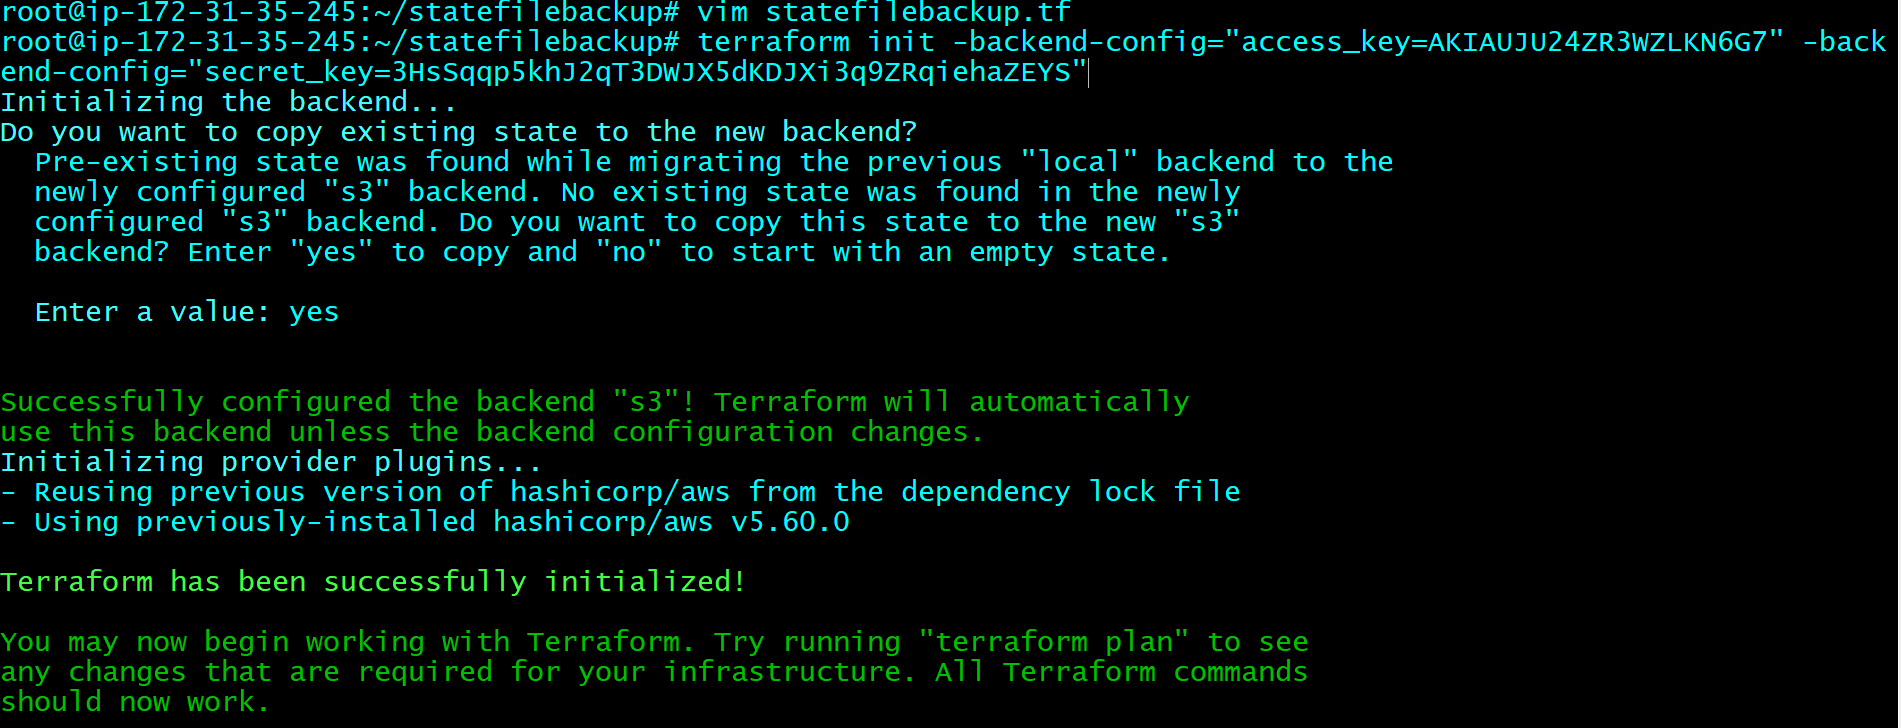 root@ip-172-31-35-245:~/statefilebackup# vim statefilebackup.tf
root@ip-172-31-35-245:~/statefilebackup# terraform init -backend-config="access_key=AKIAUJU24ZR3WZLKN6G7" -back
end-config="secret_key=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"
Initializing the backend...
Do you want to copy existing state to the new backend?
  Pre-existing state was found while migrating the previous "local" backend to the
  newly configured "s3" backend. No existing state was found in the newly
  configured "s3" backend. Do you want to copy this state to the new "s3"
  backend? Enter "yes" to copy and "no" to start with an empty state.
  Enter a value: yes
Successfully configured the backend "s3"! Terraform will automatically
use this backend unless the backend configuration changes.
Initializing provider plugins...
- Reusing previous version of hashicorp/aws from the dependency lock file
- Using previously-installed hashicorp/aws v5.60.0
Terraform has been successfully initialized!
You may now begin working with Terraform. Try running "terraform plan" to see
any changes that are required for your infrastructure. All Terraform commands
should now work.